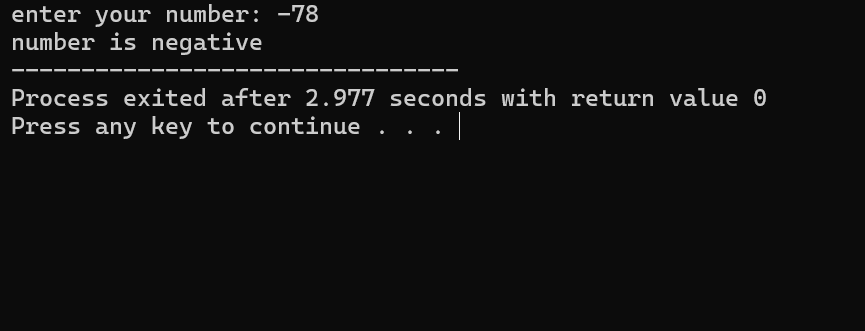 enter your number: -78
number is negative
--------------------------------
Process exited after 2.977 seconds with return value 0
Press any key to continue . . .